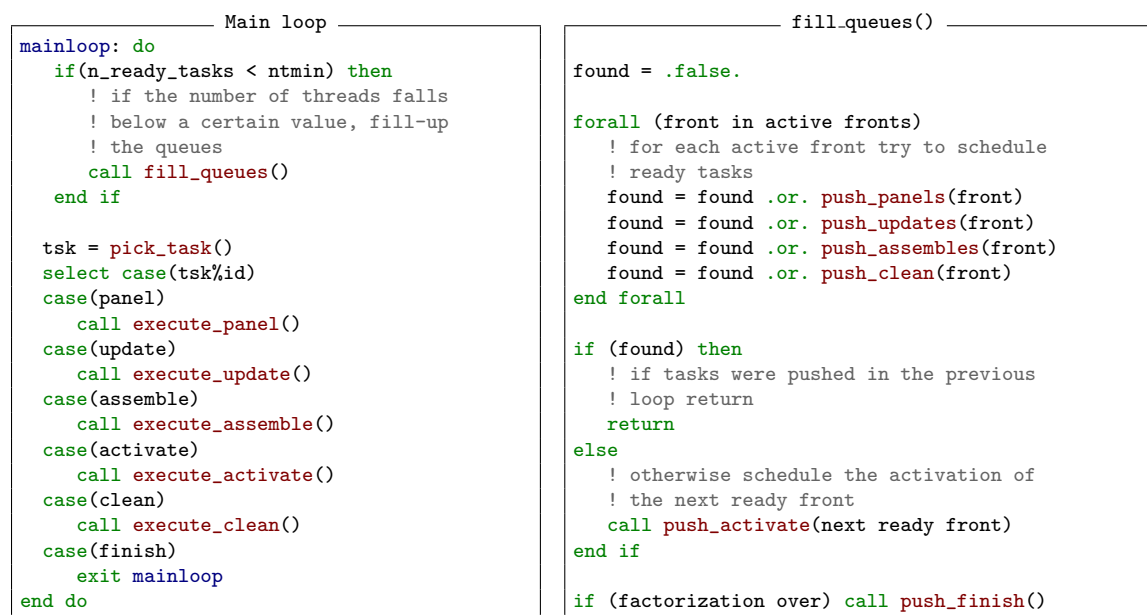 Main loop
mainloop: do
   if(n_ready_tasks < ntmin) then
      ! if the number of threads falls
      ! below a certain value, fill-up
      ! the queues
      call fill_queues()
   end if

  tsk = pick_task()
  select case(tsk%id)
  case(panel)
     call execute_panel()
  case(update)
     call execute_update()
  case(assemble)
     call execute_assemble()
  case(activate)
     call execute_activate()
  case(clean)
     call execute_clean()
  case(finish)
     exit mainloop
end do

fill_queues()
found = .false.

forall (front in active fronts)
   ! for each active front try to schedule
   ! ready tasks
   found = found .or. push_panels(front)
   found = found .or. push_updates(front)
   found = found .or. push_assembles(front)
   found = found .or. push_clean(front)
end forall

if (found) then
   ! if tasks were pushed in the previous
   ! loop return
   return
else
   ! otherwise schedule the activation of
   ! the next ready front
   call push_activate(next ready front)
end if

if (factorization over) call push_finish()